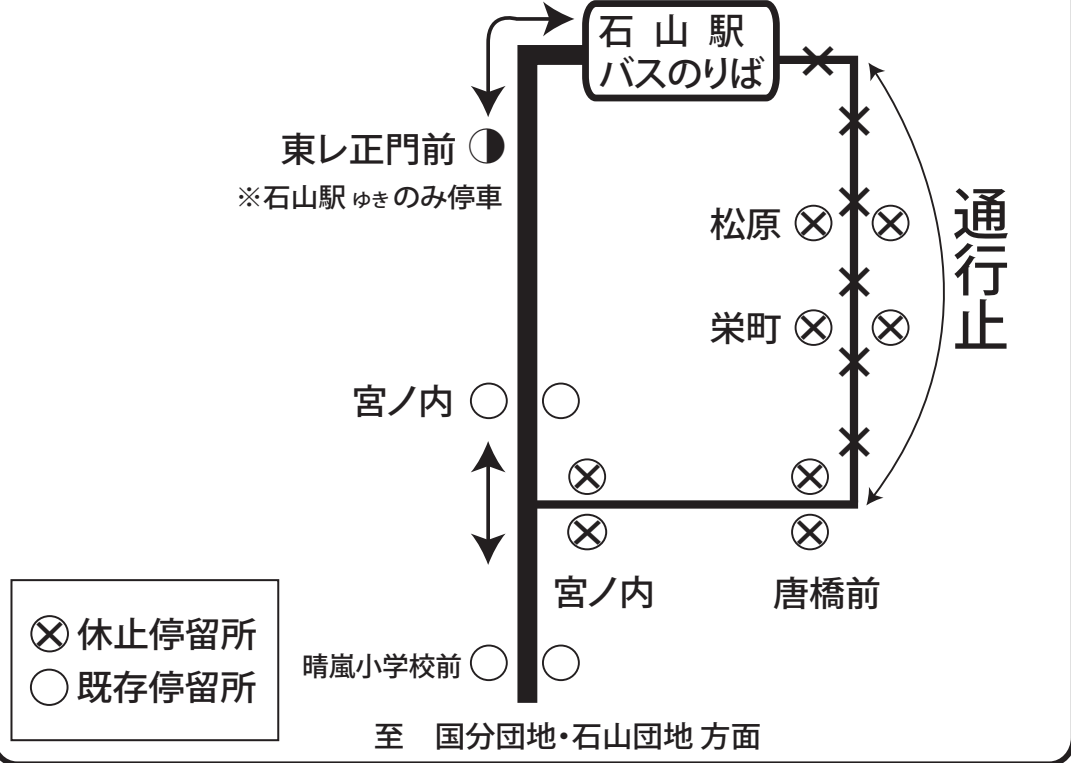 石山駅
バスのりば
東レ正門前
※石山駅ゆきのみ停車
松原
通行止
栄町
宮ノ内
宮ノ内
唐橋前
休止停留所
既存停留所
晴嵐小学校前
至 国分団地・石山団地 方面